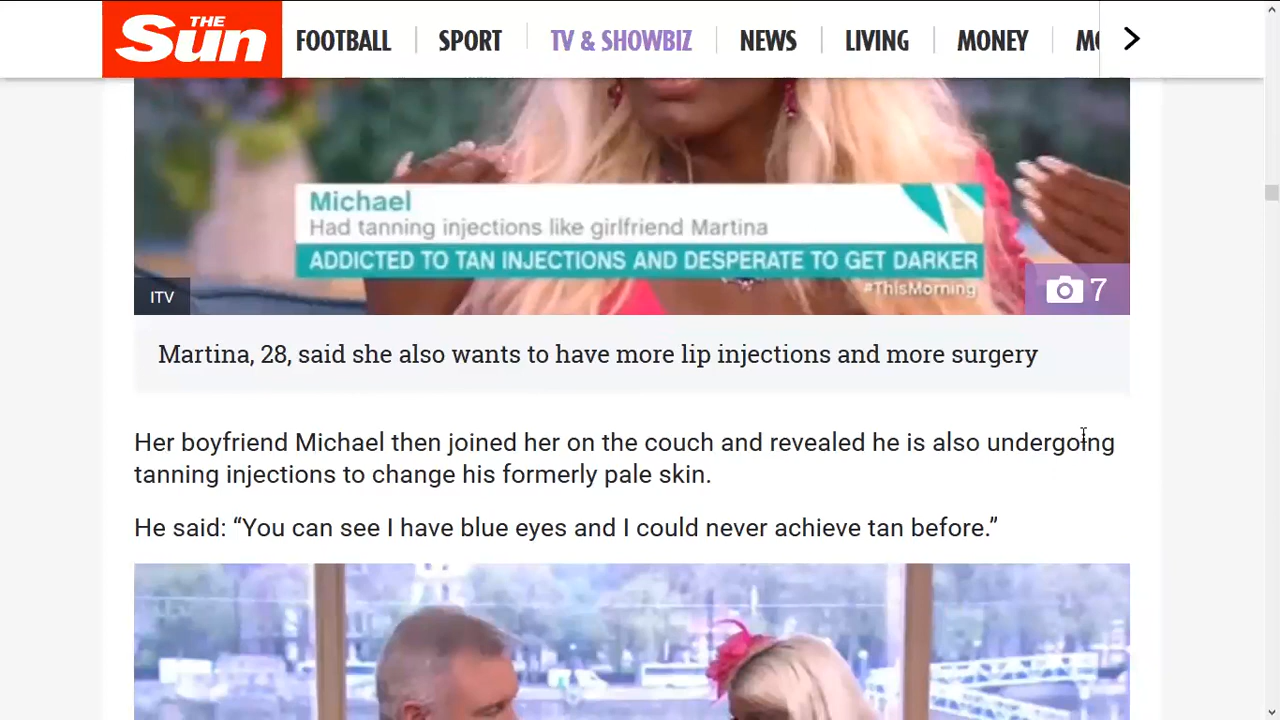 THE
Sun
FOOTBALL
SPORT
TV & SHOWBIZ
NEWS
LIVING
MONEY
Michael
Had tanning injections like girlfriend Martina
ADDICTED TO TAN INJECTIONS AND DESPERATE TO GET DARKER
#ThisMorning
ITV
7
Martina, 28, said she also wants to have more lip injections and more surgery
Her boyfriend Michael then joined her on the couch and revealed he is also undergoing
tanning injections to change his formerly pale skin.
He said: “You can see I have blue eyes and I could never achieve tan before.”